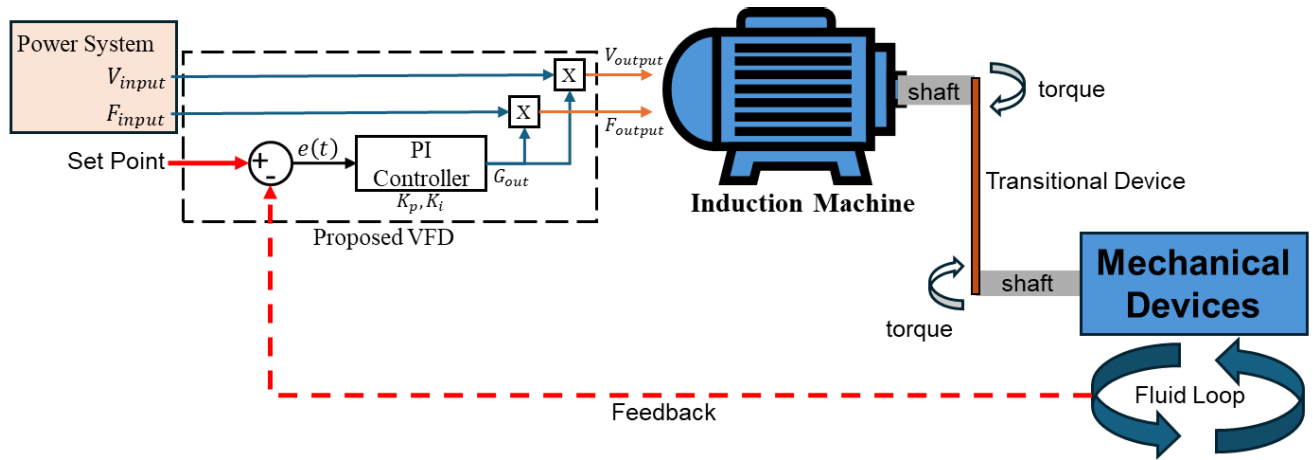 Power System
V_input
F_input
Set Point
+
-
e(t)
PI
Controller
K_p, K_i
G_out
X
X
V_output
F_output
Proposed VFD
Induction Machine
shaft
torque
Transitional Device
shaft
torque
Mechanical
Devices
Fluid Loop
Feedback